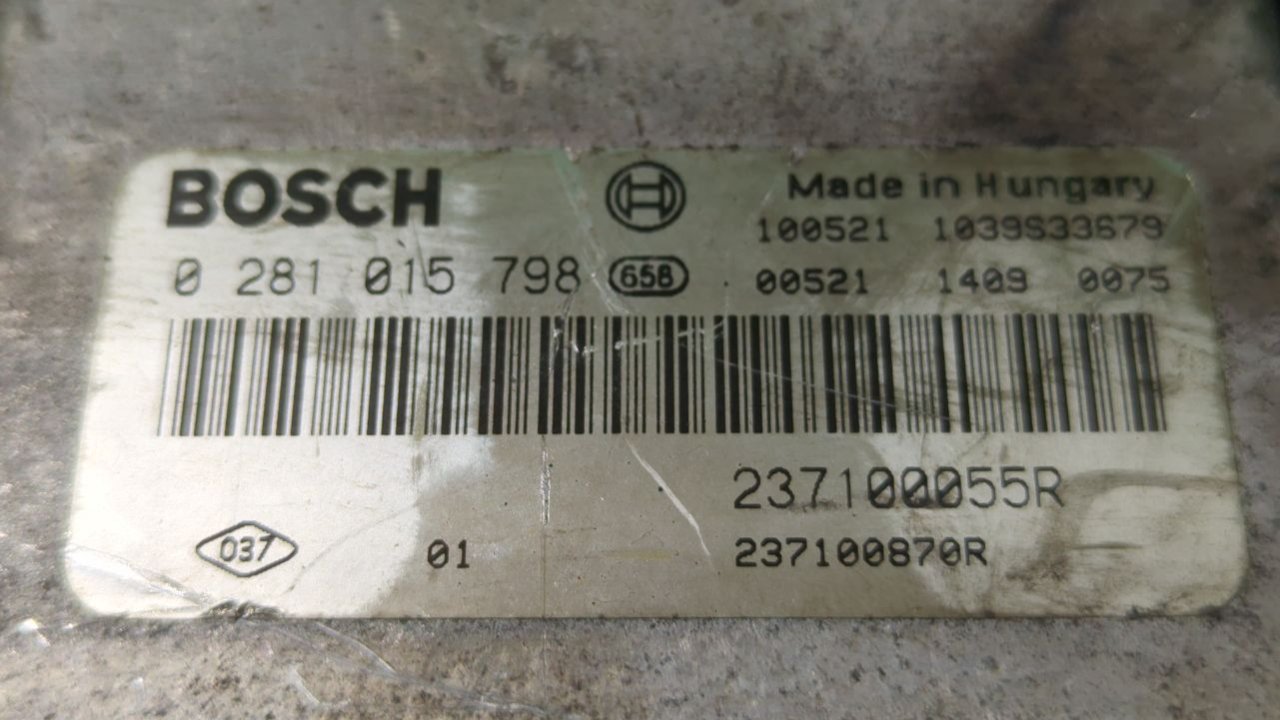 BOSCH
Made in Hungary
100521 1039S33679
0 281 015 798 658
00521 1409 0075
237100055R
037 01 237100870R